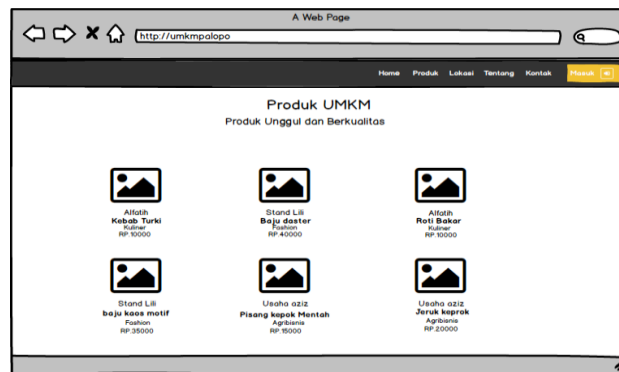 A Web Page
http://umkmpalopo
Home Produk Lokasi Tentang Kontak Masuk
Produk UMKM
Produk Unggul dan Berkualitas
Alfatih
Kebab Turki
Kuliner
RP.10000
Stand Lili
Baju daster
Fashion
RP.40000
Alfatih
Roti Bakar
Kuliner
RP.10000
Stand Lili
baju kaos motif
Fashion
RP.35000
Usaha aziz
Pisang kepok Mentah
Agribisnis
RP.15000
Usaha aziz
Jeruk keprok
Agribisnis
RP.20000